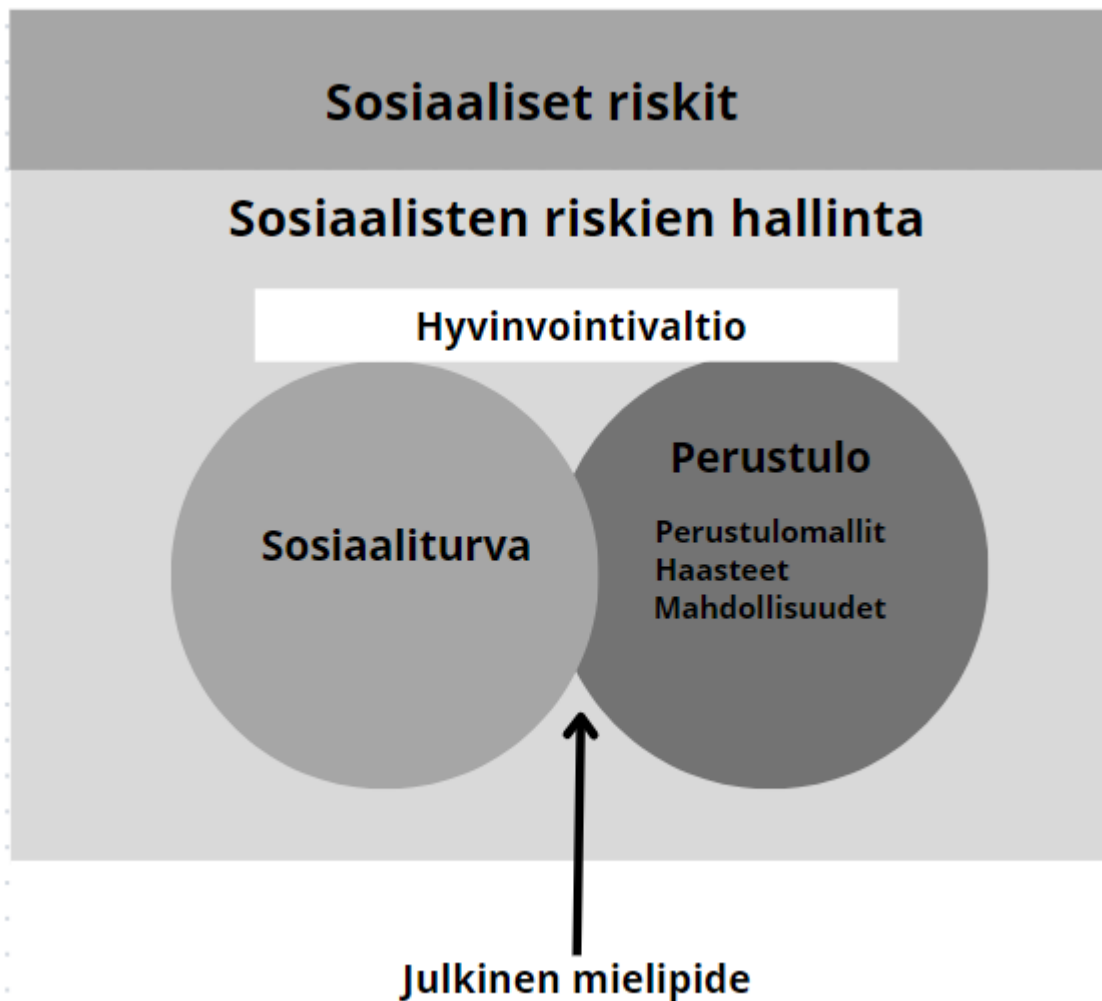 Sosiaaliset riskit
Sosiaalisten riskien hallinta
Hyvinvointivaltio
Sosiaaliturva
Perustulo
Perustulomallit
Haasteet
Mahdollisuudet
Julkinen mielipide